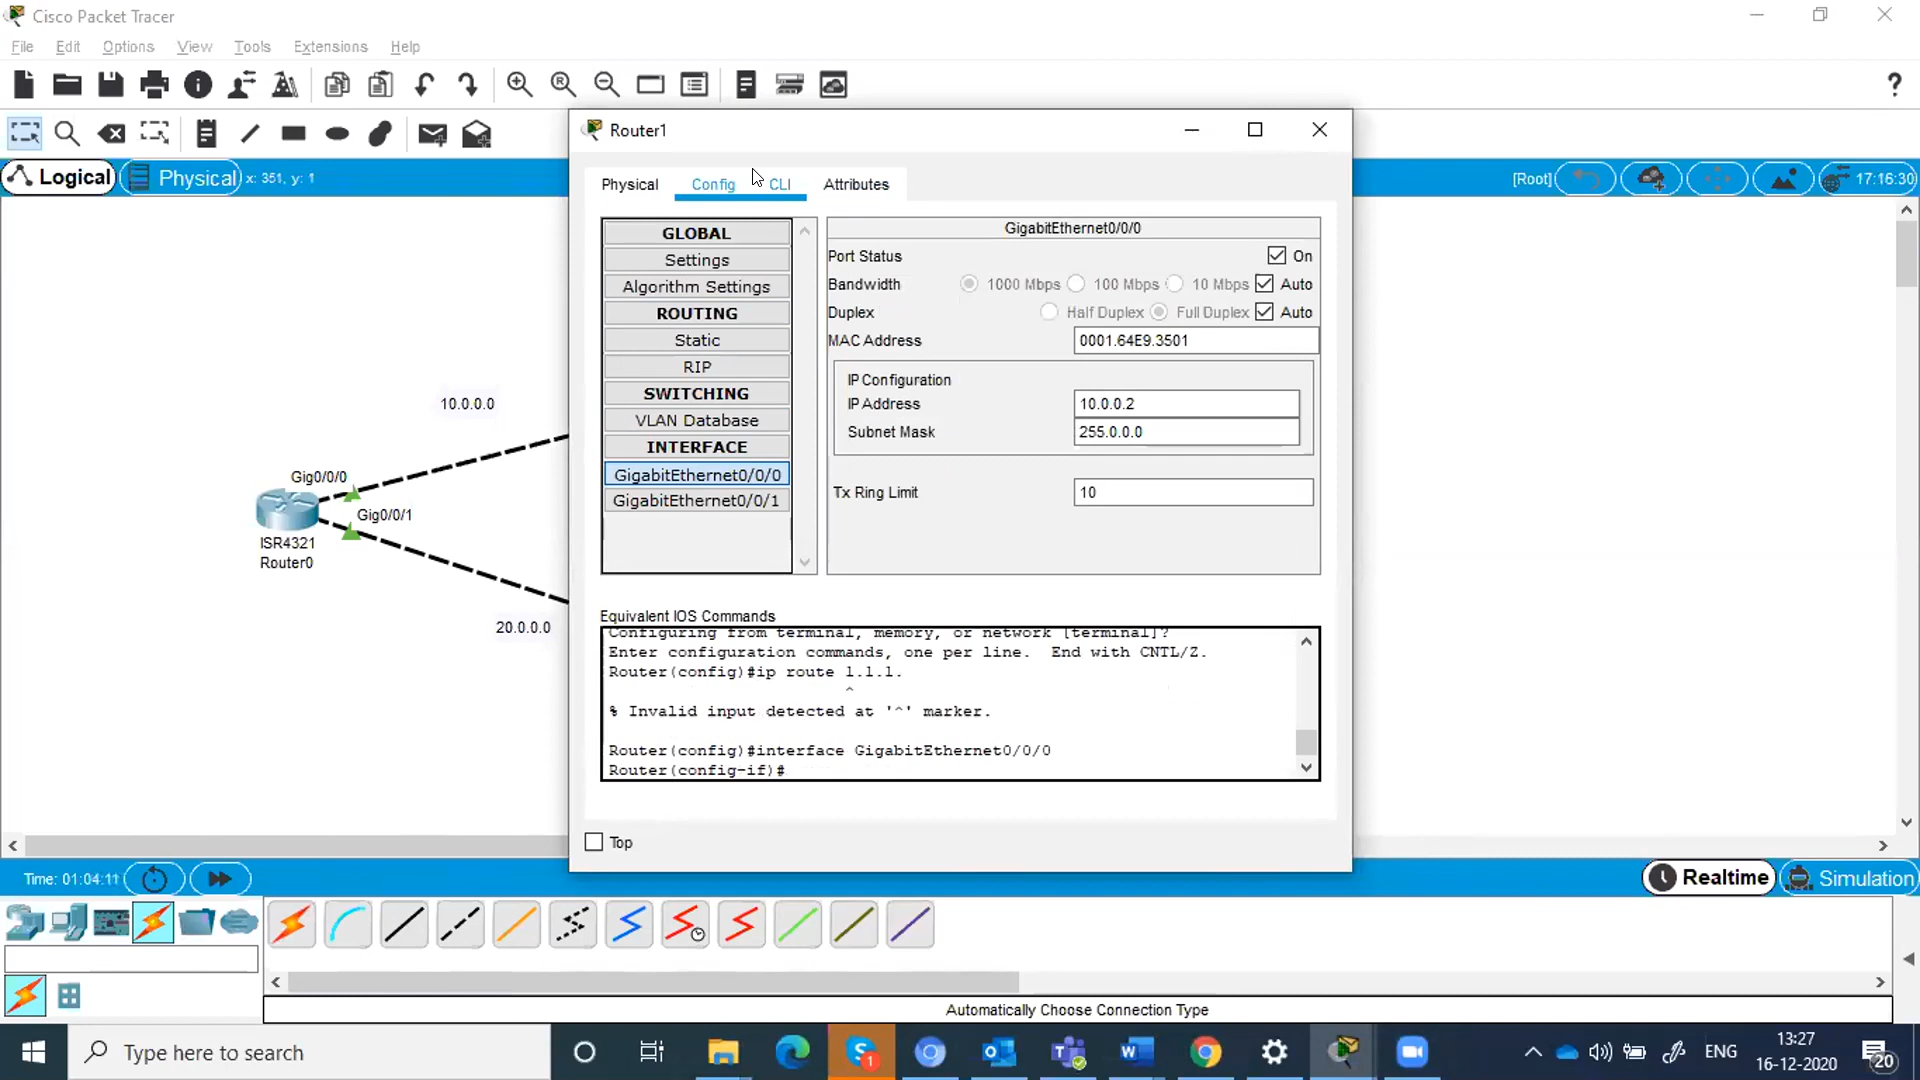 Cisco Packet Tracer
File Edit Options View Tools Extensions Help
?
Logical Physical x: 351, y: 1
[Root] 17:16:30
Router1
Physical Config CLI Attributes
GLOBAL
Settings
Algorithm Settings
ROUTING
Static
RIP
SWITCHING
VLAN Database
INTERFACE
GigabitEthernet0/0/0
GigabitEthernet0/0/1
GigabitEthernet0/0/0
Port Status On
Bandwidth 1000 Mbps 100 Mbps 10 Mbps Auto
Duplex Half Duplex Full Duplex Auto
MAC Address 0001.64E9.3501
IP Configuration
IP Address 10.0.0.2
Subnet Mask 255.0.0.0
Tx Ring Limit 10
10.0.0.0
Gig0/0/0
Gig0/0/1
ISR4321
Router0
20.0.0.0
Equivalent IOS Commands
Configuring from terminal, memory, or network [terminal]?
Enter configuration commands, one per line. End with CNTL/Z.
Router(config)#ip route 1.1.1.
^
% Invalid input detected at '^' marker.
Router(config)#interface GigabitEthernet0/0/0
Router(config-if)#
Top
Time: 01:04:11
Realtime Simulation
Automatically Choose Connection Type
Type here to search
S 1
ENG
13:27
16-12-2020
20